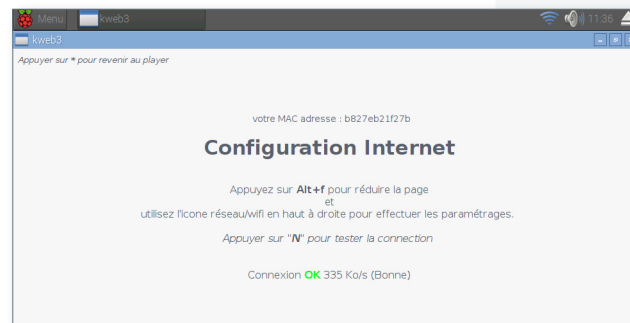 Menu kweb3 11:36
kweb3
Appuyer sur * pour revenir au player
votre MAC adresse : b827eb21f27b
Configuration Internet
Appuyez sur Alt+f pour réduire la page
et
utilisez l'icone réseau/wifi en haut à droite pour effectuer les paramétrages.
Appuyer sur "N" pour tester la connection
Connexion OK 335 Ko/s (Bonne)